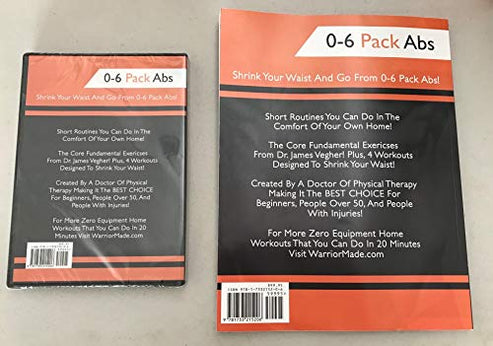 0-6 Pack Abs
Shrink Your Waist And Go From 0-6 Pack Abs!
Short Routines You Can Do In The
Comfort Of Your Own Home!
The Core Fundamental Exericses
From Dr. James Vegher! Plus, 4 Workouts
Designed To Shrink Your Waist!
Created By A Doctor Of Physical
Therapy Making It The BEST CHOICE
For Beginners, People Over 50, And
People With Injuries!
For More Zero Equipment Home
Workouts That You Can Do In 20
Minutes Visit WarriorMade.com
0-6 Pack Abs
Shrink Your Waist And Go From 0-6 Pack Abs!
Short Routines You Can Do In The
Comfort Of Your Own Home!
The Core Fundamental Exericses
From Dr. James Vegher! Plus, 4 Workouts
Designed To Shrink Your Waist!
Created By A Doctor Of Physical Therapy
Making It The BEST CHOICE For
Beginners, People Over 50, And People
With Injuries!
For More Zero Equipment Home
Workouts That You Can Do In 20 Minutes
Visit WarriorMade.com